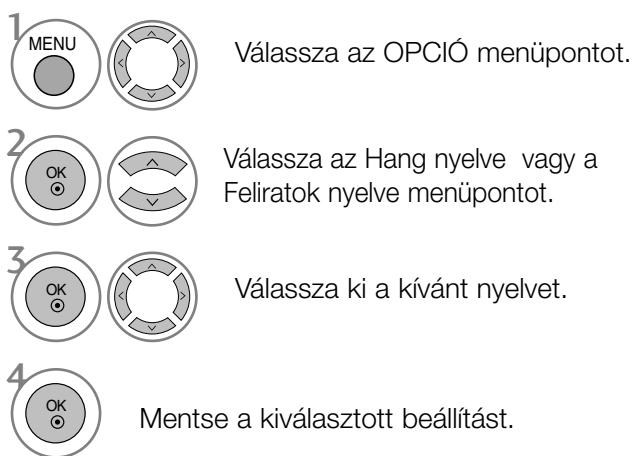 1
MENU
Válassza az OPCIÓ menüpontot.
2
OK
Válassza az Hang nyelve vagy a
Feliratok nyelve menüpontot.
3
OK
Válassza ki a kívánt nyelvet.
4
OK
Mentse a kiválasztott beállítást.